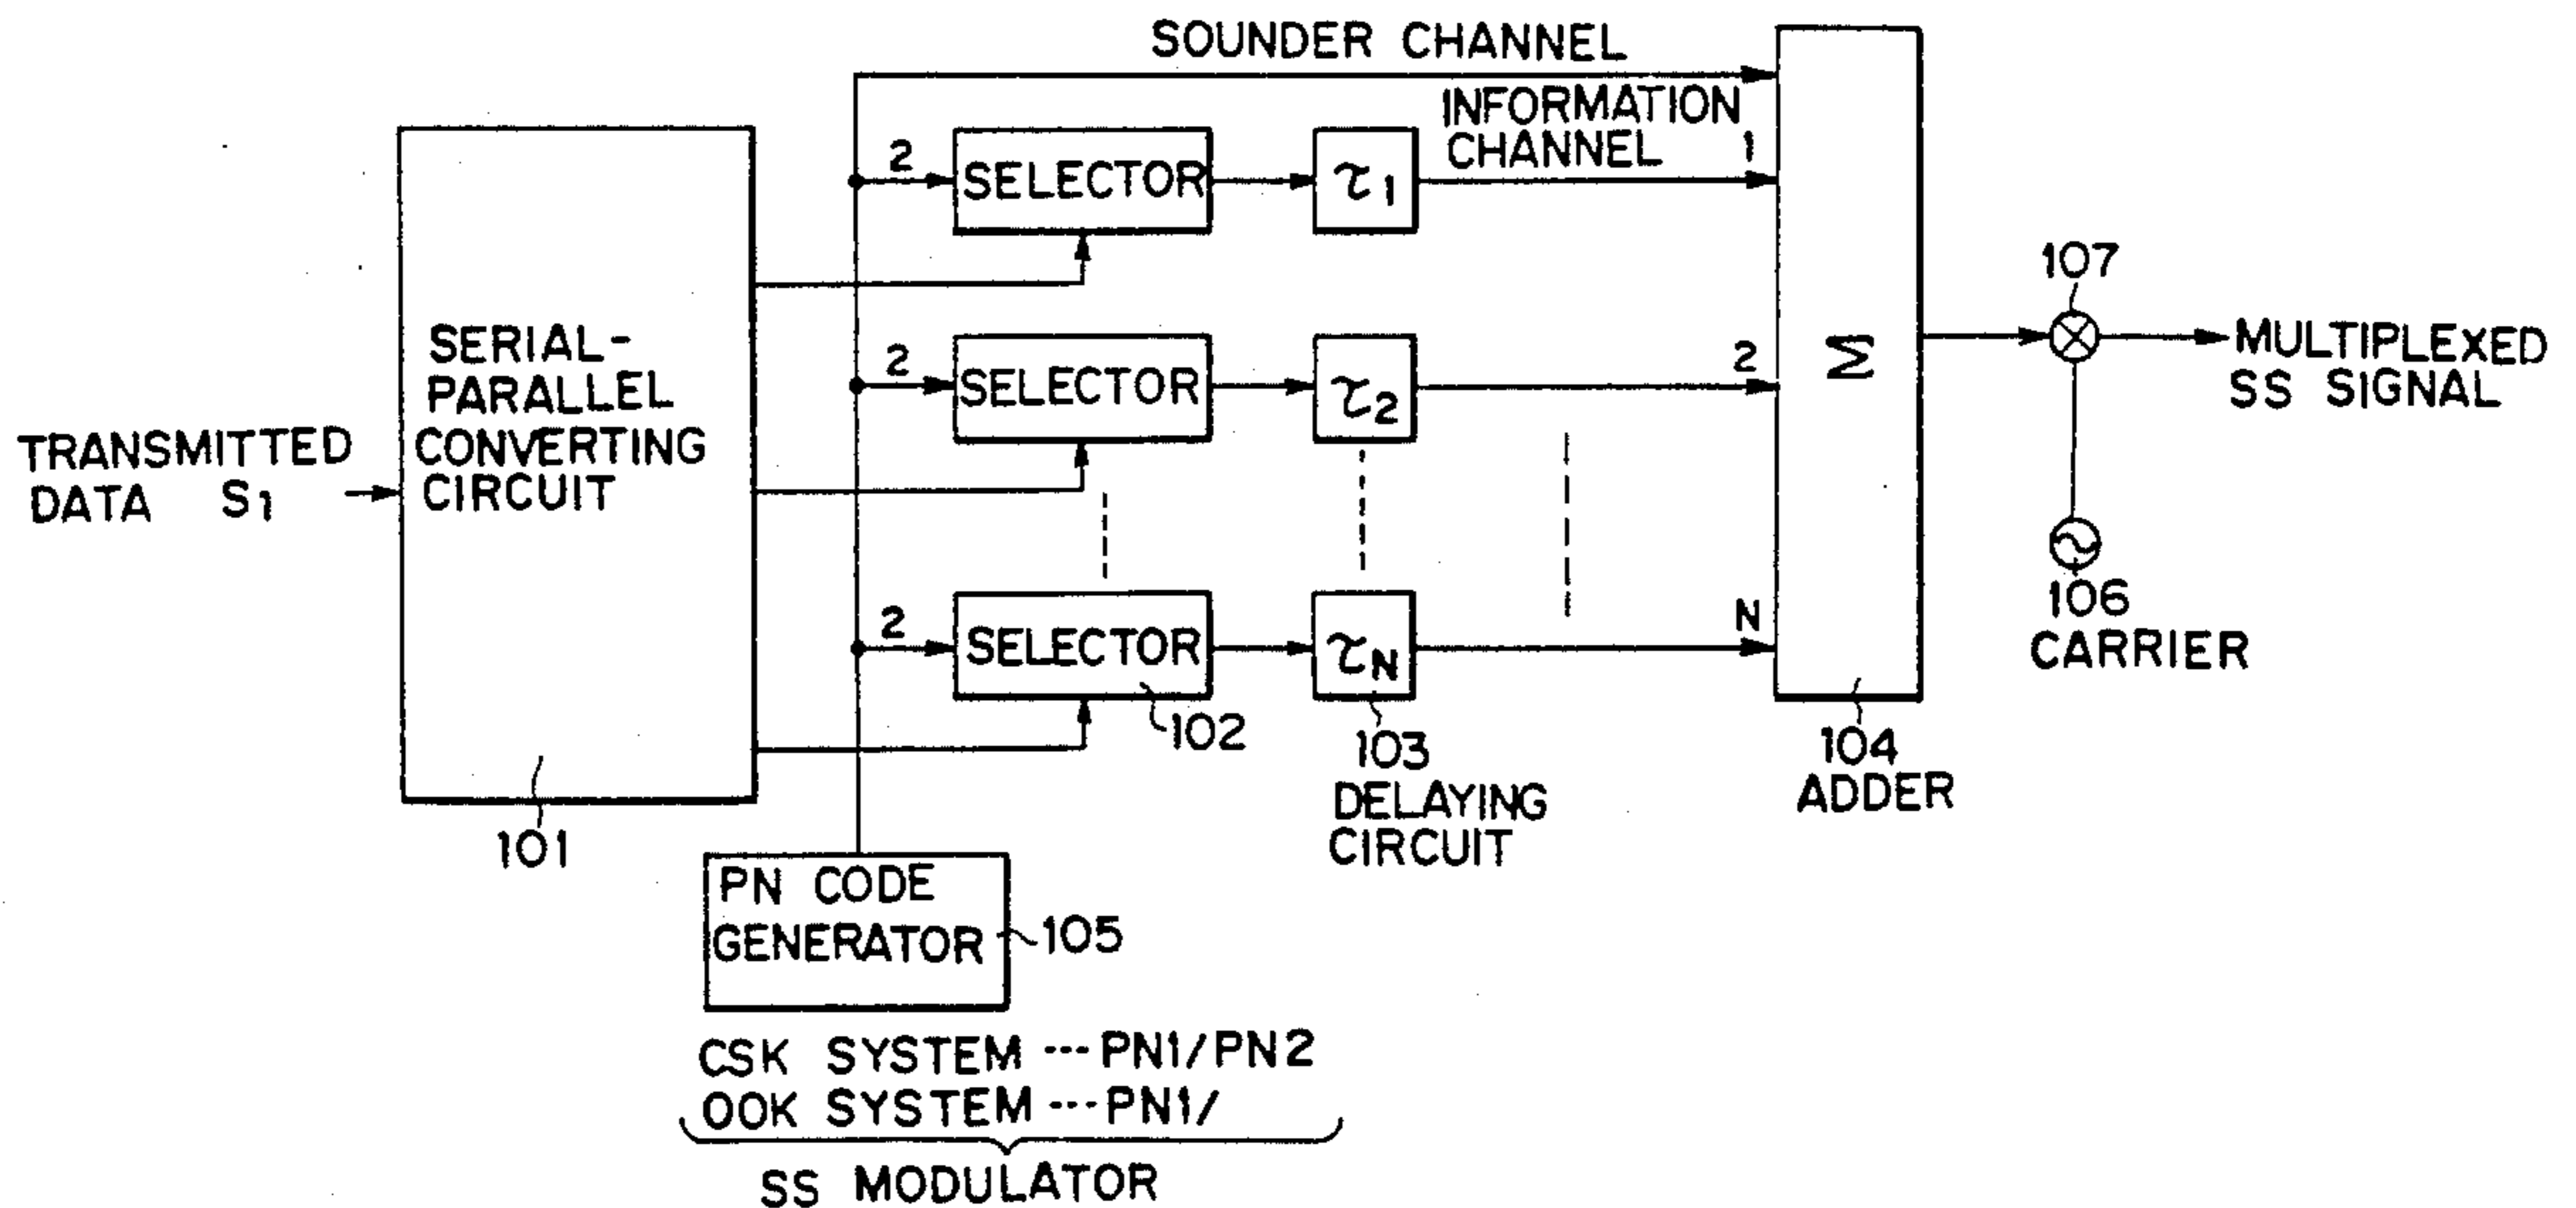 SOUNDER CHANNEL
INFORMATION
CHANNEL 1
2
SELECTOR
τ1
107
SERIAL-
PARALLEL
CONVERTING
CIRCUIT
2
SELECTOR
τ2
2
Σ
MULTIPLEXED
SS SIGNAL
TRANSMITTED
DATA S1
2
SELECTOR
τN
N
106
CARRIER
102
103
DELAYING
CIRCUIT
104
ADDER
101
PN CODE
GENERATOR
105
CSK SYSTEM --- PN1/PN2
OOK SYSTEM --- PN1/
SS MODULATOR